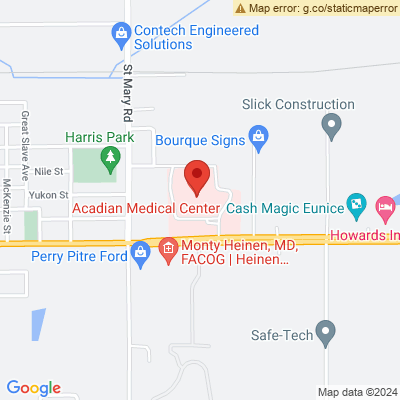 Map error: g.co/staticmaperror
Contech Engineered
Solutions
St Mary Rd
Slick Construction
Great Slave Ave
Harris Park
Bourque Signs
Nile St
McKenzie St
Yukon St
Acadian Medical Center
Cash Magic Eunice
Howards In
Monty Heinen, MD,
FACOG | Heinen...
Perry Pitre Ford
Safe-Tech
Google
Map data ©2024